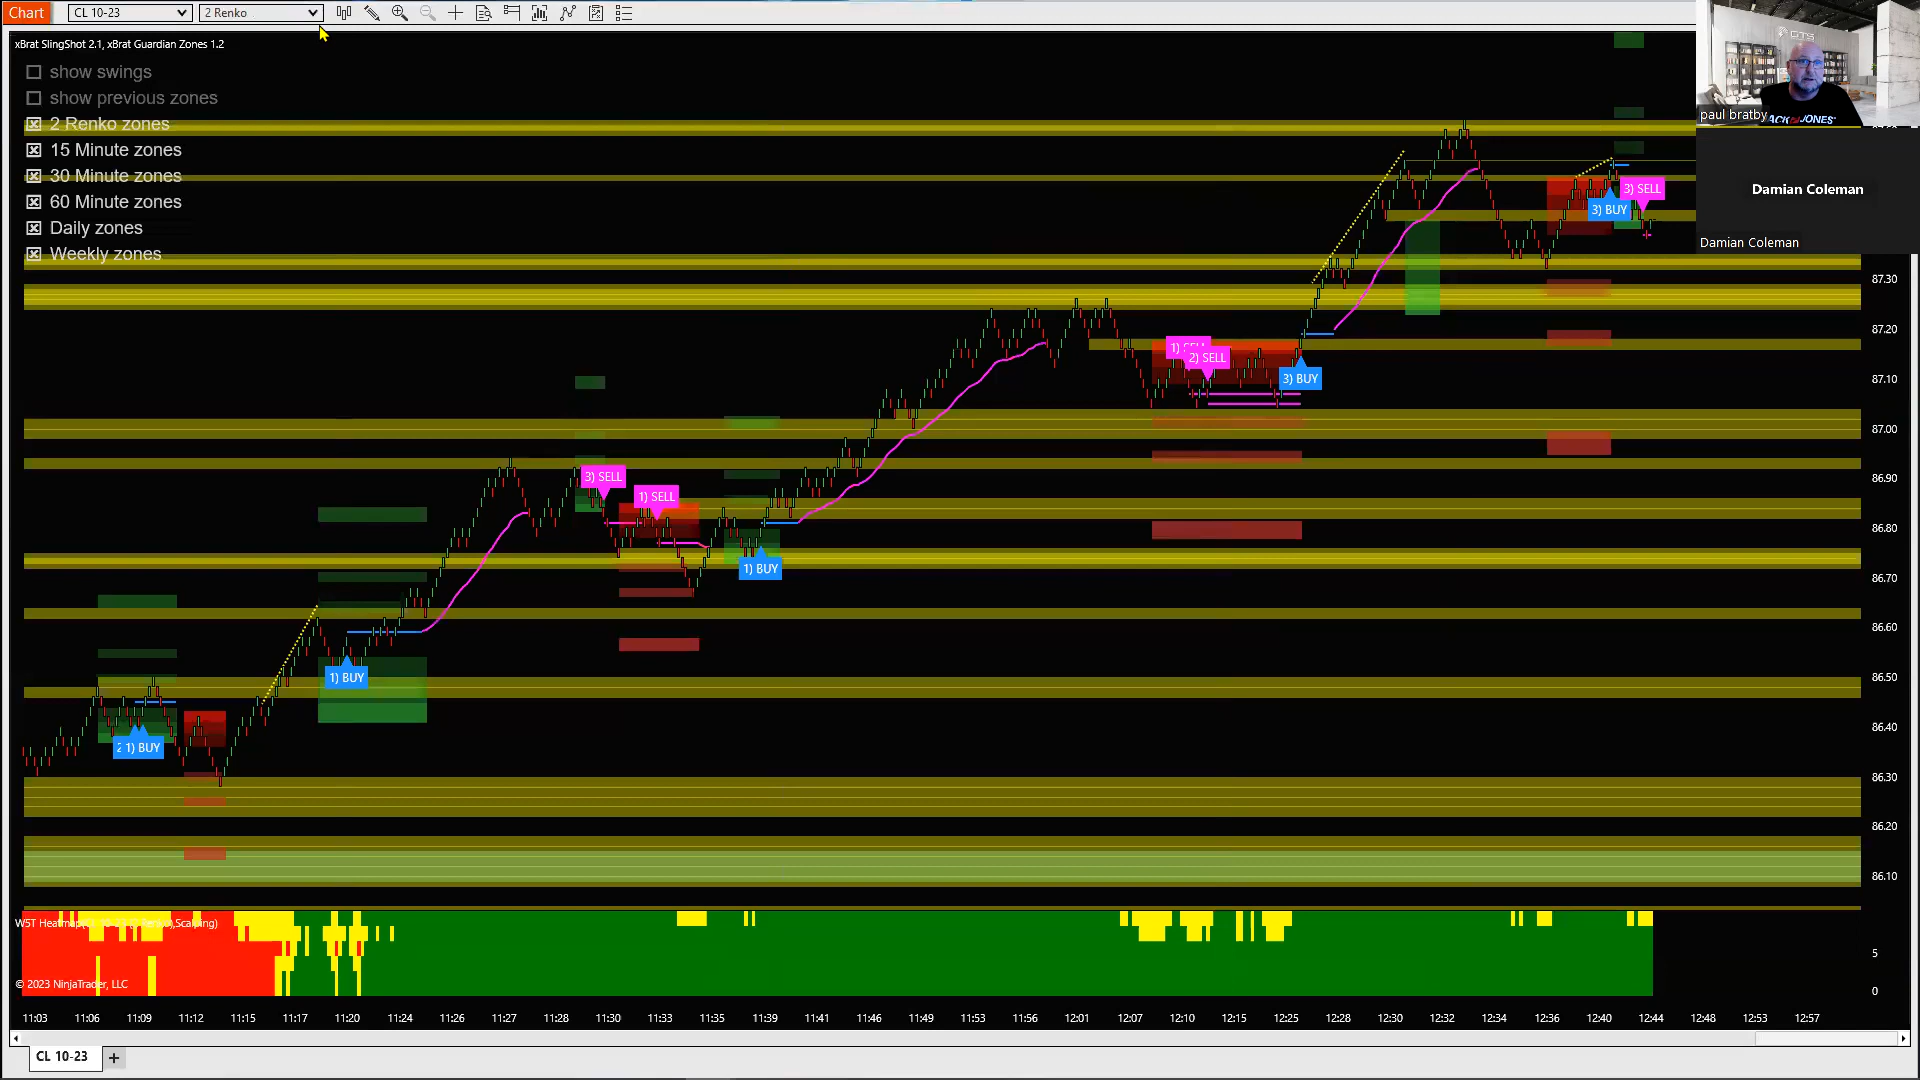 Chart
CL 10-23
2 Renko
xBrat SlingShot 2.1, xBrat Guardian Zones 1.2
show swings
show previous zones
2 Renko zones
15 Minute zones
30 Minute zones
60 Minute zones
Daily zones
Weekly zones
GTS
paul bratby
JACK JONES
Damian Coleman
Damian Coleman
3) SELL
3) BUY
1) SELL
2) SELL
3) BUY
3) SELL
1) SELL
1) BUY
1) BUY
2 1) BUY
87.30
87.20
87.10
87.00
86.90
86.80
86.70
86.60
86.50
86.40
86.30
86.20
86.10
5
0
© 2023 NinjaTrader, LLC
11:03 11:06 11:09 11:12 11:15 11:17 11:20 11:24 11:26 11:27 11:28 11:30 11:33 11:35 11:39 11:41 11:46 11:49 11:53 11:56 12:01 12:07 12:10 12:15 12:25 12:28 12:30 12:32 12:34 12:36 12:40 12:44 12:48 12:53 12:57
CL 10-23